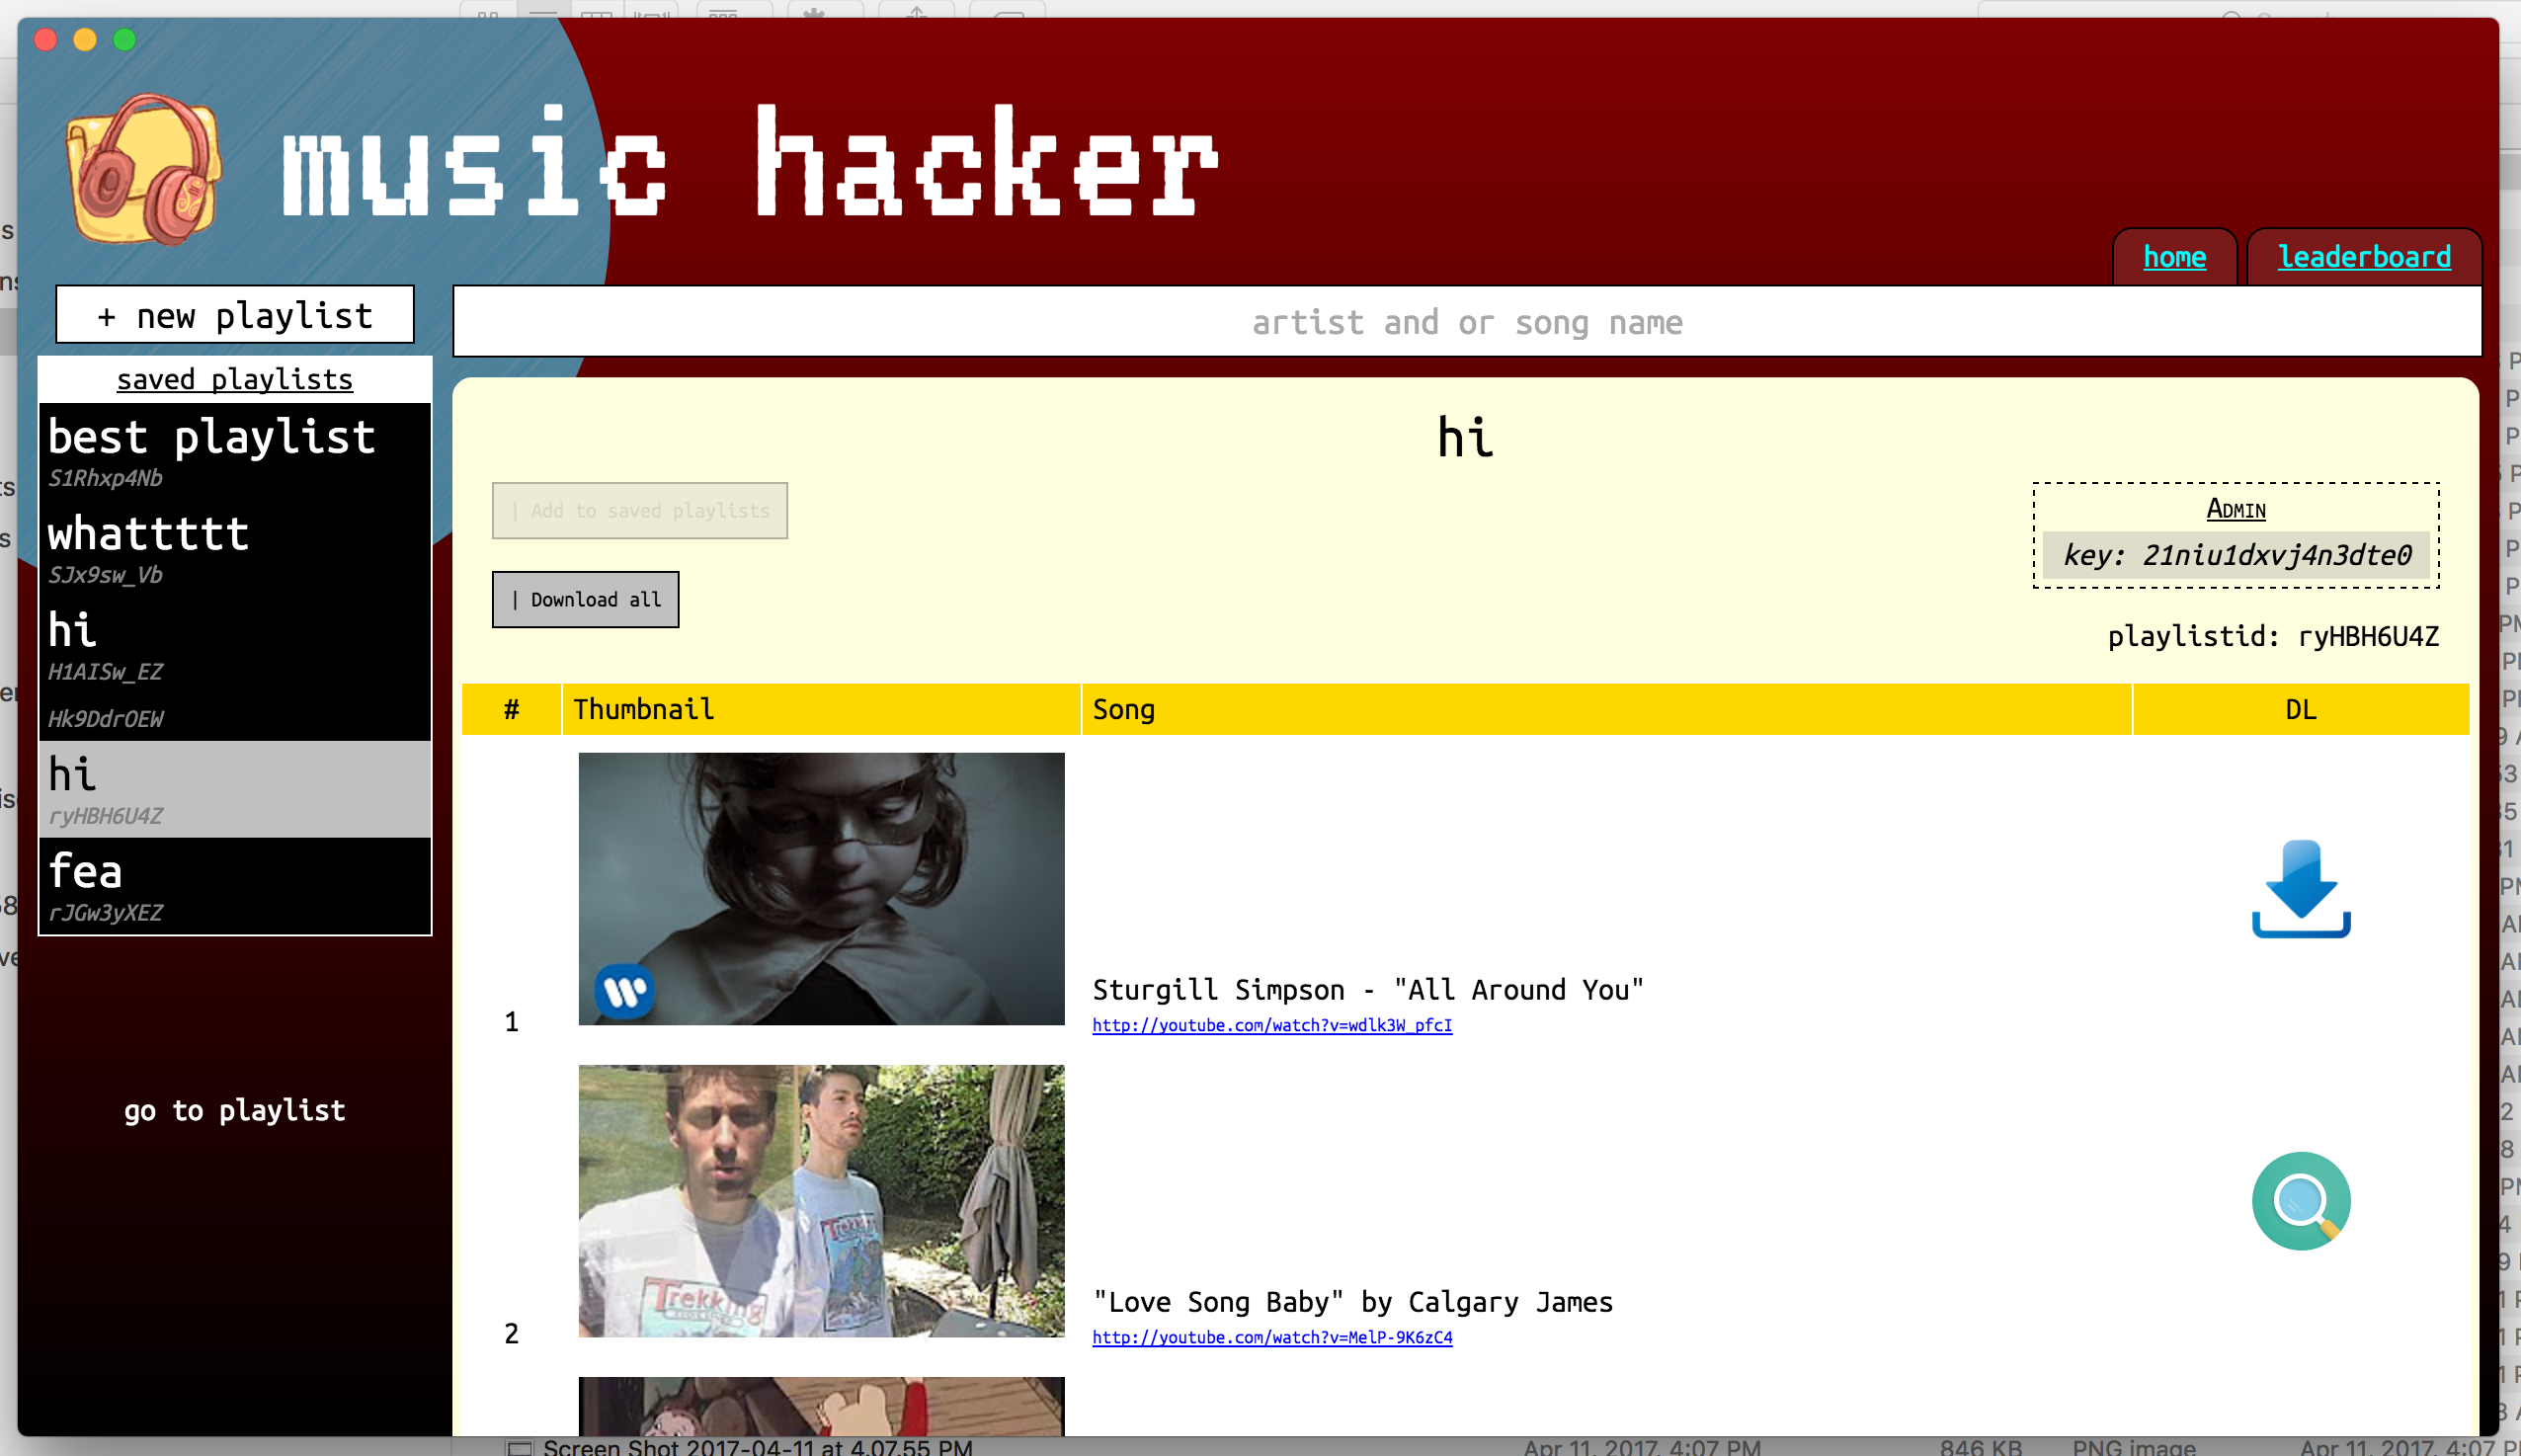 music hacker
home
leaderboard
+ new playlist
artist and or song name
saved playlists
best playlist
S1Rhxp4Nb
whattttt
SJx9sw_Vb
hi
H1AISw_EZ
Hk9DdrOEW
hi
ryHBH6U4Z
fea
rJGw3yXEZ
go to playlist
hi
| Add to saved playlists
| Download all
Admin
key: 21niu1dxvj4n3dte0
playlistid: ryHBH6U4Z
# Thumbnail Song DL
1
Sturgill Simpson - "All Around You"
http://youtube.com/watch?v=wdlk3W_pfcI
2
Trekking
Trekking
"Love Song Baby" by Calgary James
http://youtube.com/watch?v=MelP-9K6zC4
Screen Shot 2017-04-11 at 4.07.55 PM Apr 11, 2017, 4:07 PM 846 KB PNG image Apr 11, 2017, 4:07 P